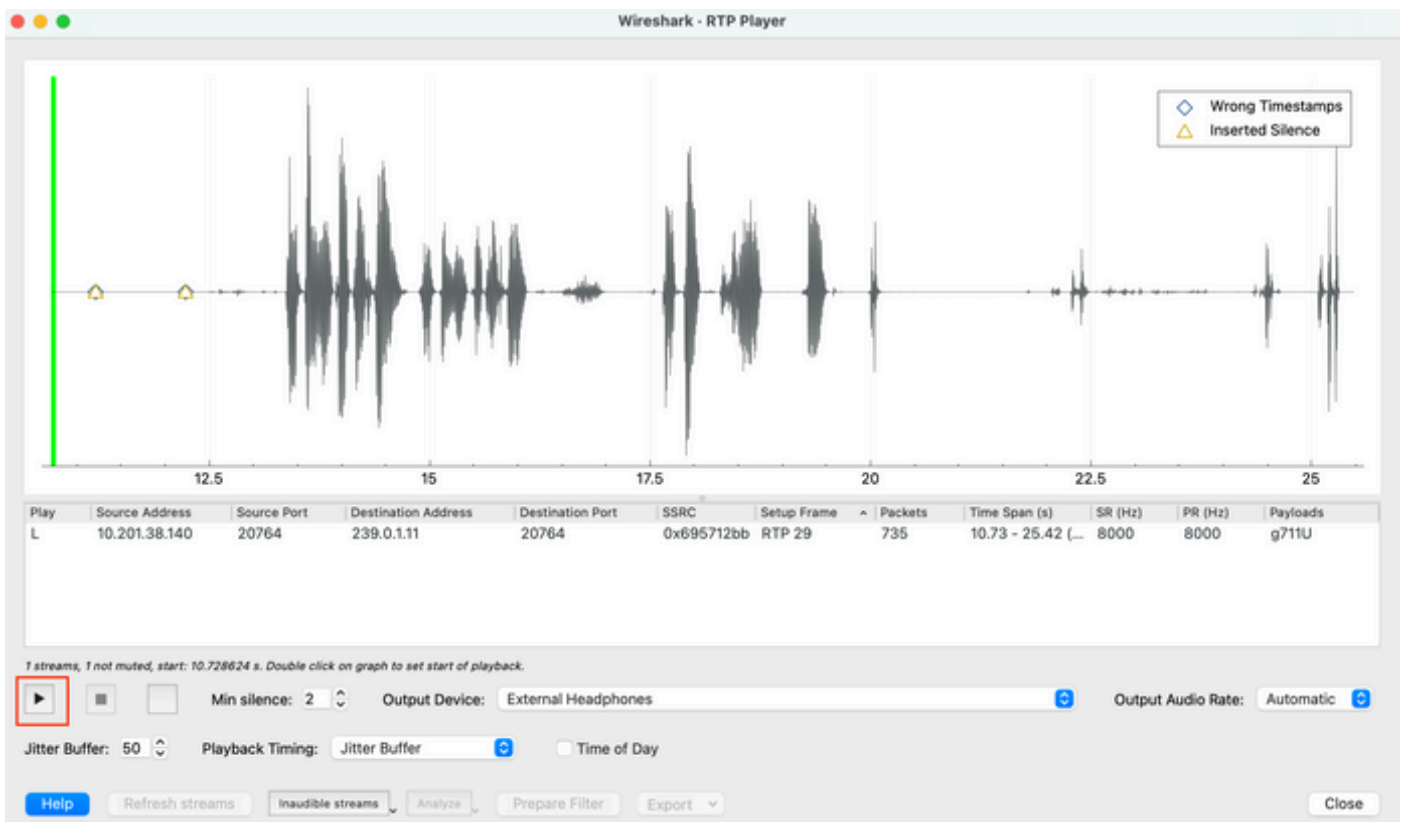 Wireshark - RTP Player
Wrong Timestamps
Inserted Silence
12.5 15 17.5 20 22.5 25
Play Source Address Source Port Destination Address Destination Port SSRC Setup Frame Packets Time Span (s) SR (Hz) PR (Hz) Payloads
L 10.201.38.140 20764 239.0.1.11 20764 0x695712bb RTP 29 735 10.73 - 25.42 (... 8000 8000 g711U
1 streams, 1 not muted, start: 10.728624 s. Double click on graph to set start of playback.
Min silence: 2 Output Device: External Headphones Output Audio Rate: Automatic
Jitter Buffer: 50 Playback Timing: Jitter Buffer Time of Day
Help Refresh streams Inaudible streams Analyze Prepare Filter Export Close